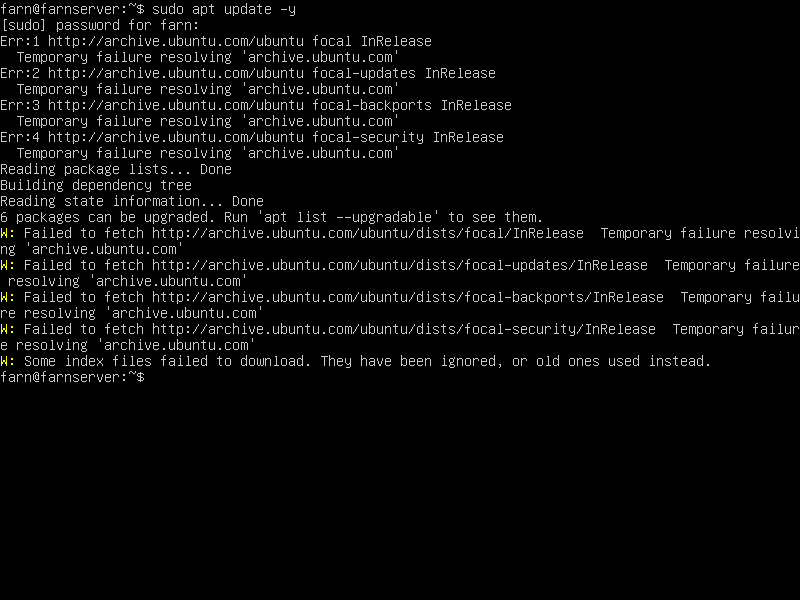 farn@farnserver:~$ sudo apt update -y
[sudo] password for farn:
Err:1 http://archive.ubuntu.com/ubuntu focal InRelease
  Temporary failure resolving 'archive.ubuntu.com'
Err:2 http://archive.ubuntu.com/ubuntu focal-updates InRelease
  Temporary failure resolving 'archive.ubuntu.com'
Err:3 http://archive.ubuntu.com/ubuntu focal-backports InRelease
  Temporary failure resolving 'archive.ubuntu.com'
Err:4 http://archive.ubuntu.com/ubuntu focal-security InRelease
  Temporary failure resolving 'archive.ubuntu.com'
Reading package lists... Done
Building dependency tree
Reading state information... Done
6 packages can be upgraded. Run 'apt list --upgradable' to see them.
W: Failed to fetch http://archive.ubuntu.com/ubuntu/dists/focal/InRelease  Temporary failure resolvi
ng 'archive.ubuntu.com'
W: Failed to fetch http://archive.ubuntu.com/ubuntu/dists/focal-updates/InRelease  Temporary failure
 resolving 'archive.ubuntu.com'
W: Failed to fetch http://archive.ubuntu.com/ubuntu/dists/focal-backports/InRelease  Temporary failu
re resolving 'archive.ubuntu.com'
W: Failed to fetch http://archive.ubuntu.com/ubuntu/dists/focal-security/InRelease  Temporary failur
e resolving 'archive.ubuntu.com'
W: Some index files failed to download. They have been ignored, or old ones used instead.
farn@farnserver:~$